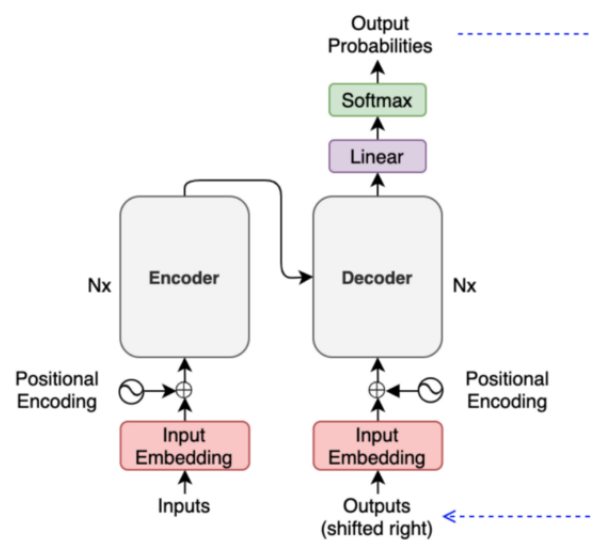 Output
Probabilities
Softmax
Linear
Encoder
Decoder
Nx
Nx
Positional
Encoding
Positional
Encoding
Input
Embedding
Input
Embedding
Inputs
Outputs
(shifted right)